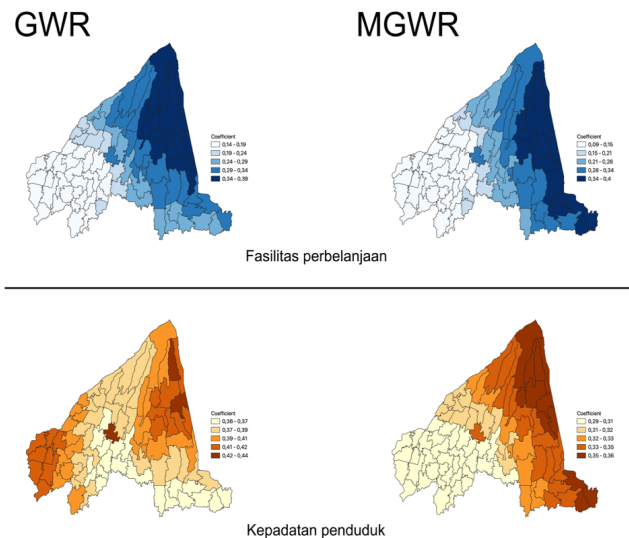 GWR
MGWR
Coefficient
0,14 - 0,19
0,19 - 0,24
0,24 - 0,29
0,29 - 0,34
0,34 - 0,39
Coefficient
0,09 - 0,15
0,15 - 0,21
0,21 - 0,28
0,28 - 0,34
0,34 - 0,4
Fasilitas perbelanjaan
Coefficient
0,36 - 0,37
0,37 - 0,39
0,39 - 0,41
0,41 - 0,42
0,42 - 0,44
Coefficient
0,29 - 0,31
0,31 - 0,32
0,32 - 0,33
0,33 - 0,35
0,35 - 0,36
Kepadatan penduduk